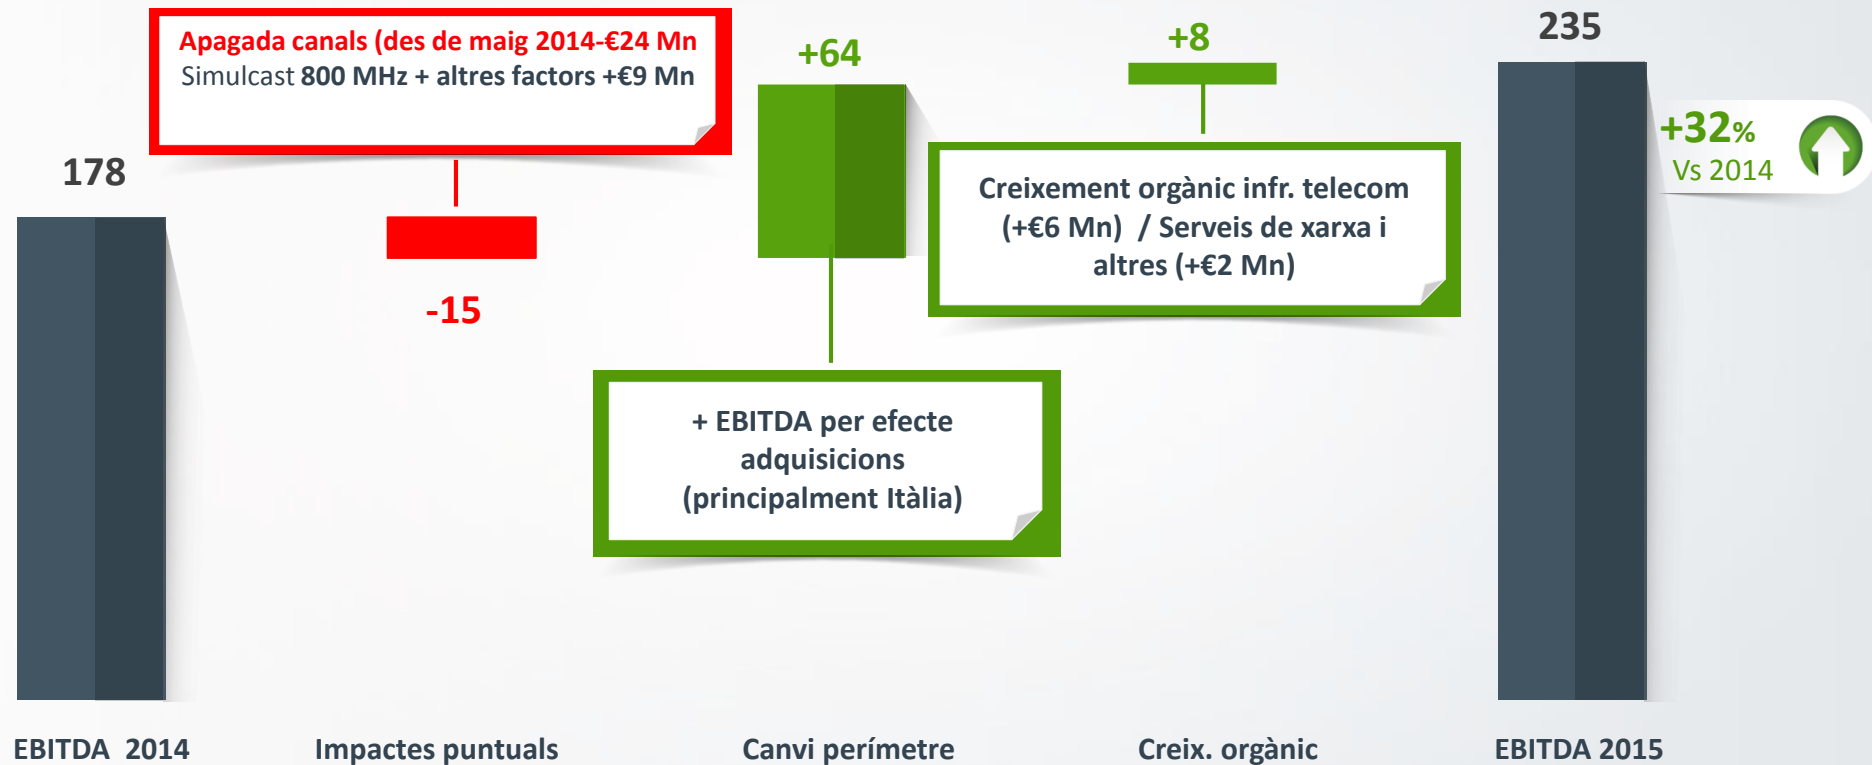 Apagada canals (des de maig 2014-€24 Mn
Simulcast 800 MHz + altres factors +€9 Mn
178
-15
+64
+ EBITDA per efecte
adquisicions
(principalment Itàlia)
+8
Creixement orgànic infr. telecom
(+€6 Mn) / Serveis de xarxa i
altres (+€2 Mn)
235
+32%
Vs 2014
EBITDA 2014
Impactes puntuals
Canvi perímetre
Creix. orgànic
EBITDA 2015